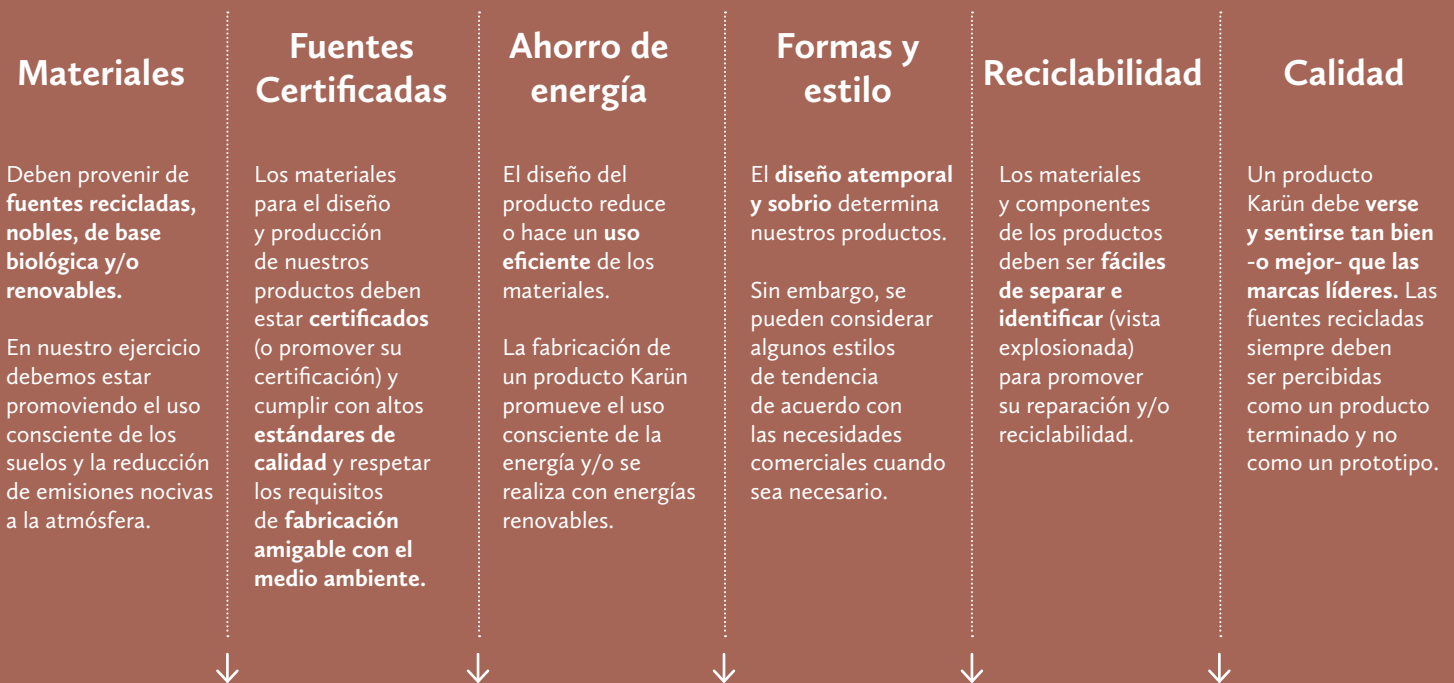 Materiales
Deben provenir de
fuentes recicladas,
nobles, de base
biológica y/o
renovables.
En nuestro ejercicio
debemos estar
promoviendo el uso
consciente de los
suelos y la reducción
de emisiones nocivas
a la atmósfera.
Fuentes
Certificadas
Los materiales
para el diseño
y producción
de nuestros
productos deben
estar certificados
(o promover su
certificación) y
cumplir con altos
estándares de
calidad y respetar
los requisitos
de fabricación
amigable con el
medio ambiente.
Ahorro de
energía
El diseño del
producto reduce
o hace un uso
eficiente de los
materiales.
La fabricación de
un producto Karün
promueve el uso
consciente de la
energía y/o se
realiza con energías
renovables.
Formas y
estilo
El diseño atemporal
y sobrio determina
nuestros productos.
Sin embargo, se
pueden considerar
algunos estilos
de tendencia
de acuerdo con
las necesidades
comerciales cuando
sea necesario.
Reciclabilidad
Los materiales
y componentes
de los productos
deben ser fáciles
de separar e
identificar (vista
explosionada)
para promover
su reparación y/o
reciclabilidad.
Calidad
Un producto
Karün debe verse
y sentirse tan bien
-o mejor- que las
marcas líderes. Las
fuentes recicladas
siempre deben
ser percibidas
como un producto
terminado y no
como un prototipo.